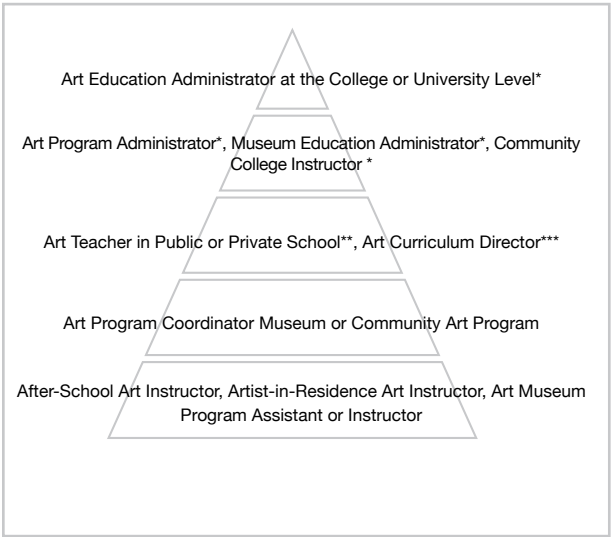 Art Education Administrator at the College or University Level*
Art Program Administrator*, Museum Education Administrator*, Community
College Instructor *
Art Teacher in Public or Private School**, Art Curriculum Director***
Art Program Coordinator Museum or Community Art Program
After-School Art Instructor, Artist-in-Residence Art Instructor, Art Museum
Program Assistant or Instructor